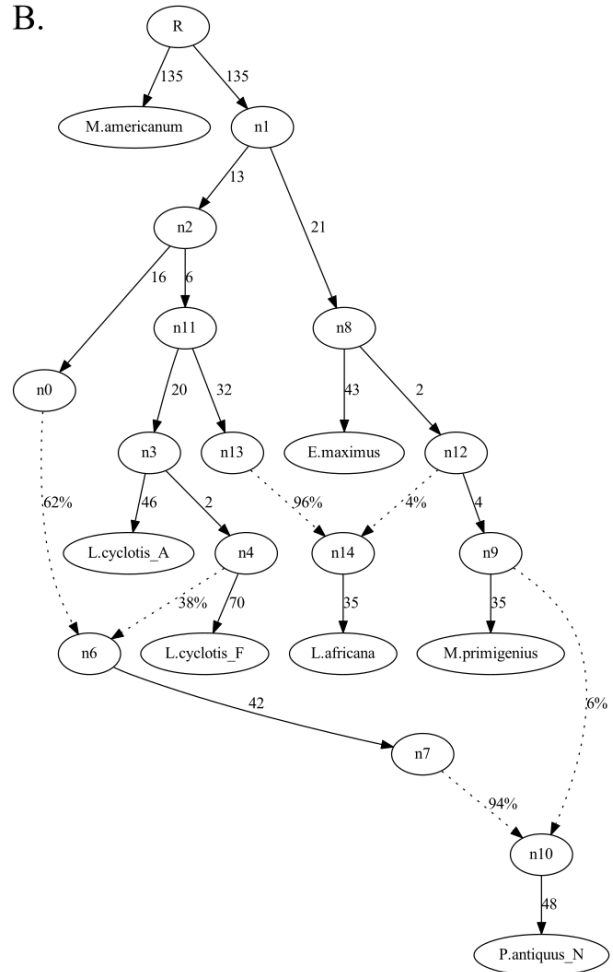 B.
R
135
135
M.americanum
n1
13
21
n2
16
6
n11
n8
n0
20
32
43
2
n3
n13
E.maximus
n12
62%
46
2
96%
4%
4
L.cyclotis_A
n4
n14
n9
38%
70
35
35
n6
L.cyclotis_F
L.africana
M.primigenius
42
6%
n7
94%
n10
48
P.antiquus_N